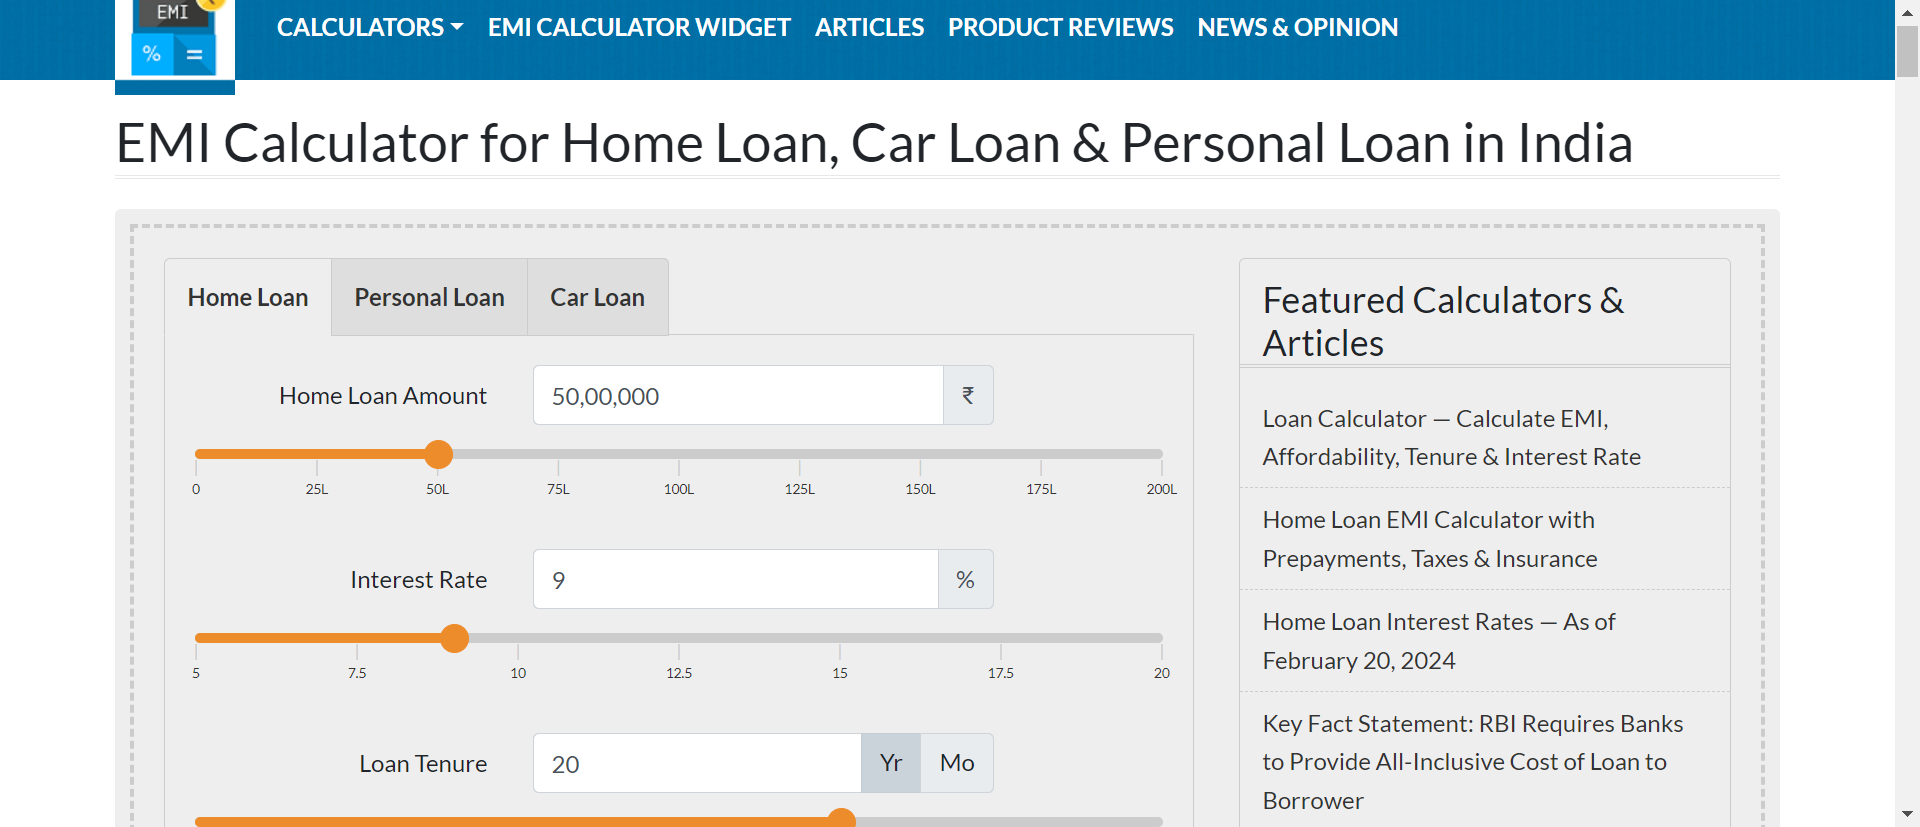 EMI
% =
CALCULATORS EMI CALCULATOR WIDGET ARTICLES PRODUCT REVIEWS NEWS & OPINION
EMI Calculator for Home Loan, Car Loan & Personal Loan in India
Home Loan Personal Loan Car Loan
Home Loan Amount 50,00,000 ₹
0 25L 50L 75L 100L 125L 150L 175L 200L
Interest Rate 9 %
5 7.5 10 12.5 15 17.5 20
Loan Tenure 20 Yr Mo
Featured Calculators &
Articles
Loan Calculator — Calculate EMI,
Affordability, Tenure & Interest Rate
Home Loan EMI Calculator with
Prepayments, Taxes & Insurance
Home Loan Interest Rates — As of
February 20, 2024
Key Fact Statement: RBI Requires Banks
to Provide All-Inclusive Cost of Loan to
Borrower